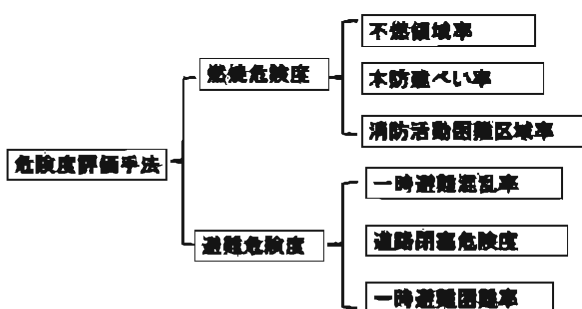 不燃領域率
燃焼危険度
木防建ぺい率
消防活動困難区域率
危険度評価手法
一時避難混乱率
避難危険度
道路閉塞危険度
一時避難困難率